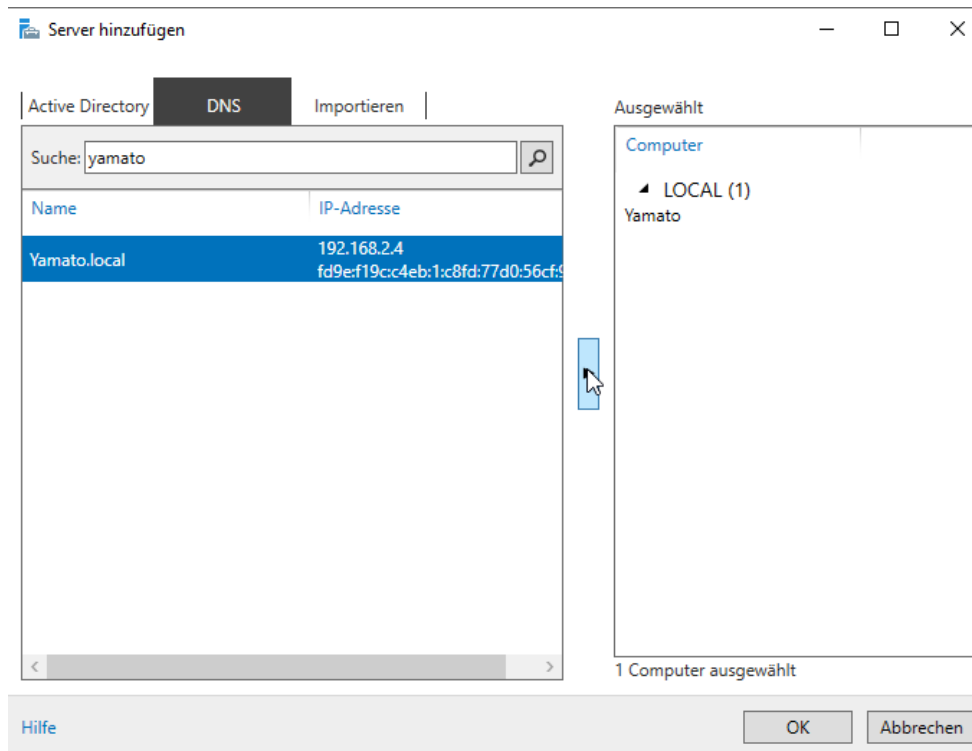 Server hinzufügen
Active Directory DNS Importieren
Suche: yamato
Name IP-Adresse
Yamato.local
192.168.2.4
fd9e:f19c:c4eb:1:c8fd:77d0:56cf:
Ausgewählt
Computer
LOCAL (1)
Yamato
1 Computer ausgewählt
Hilfe
OK Abbrechen